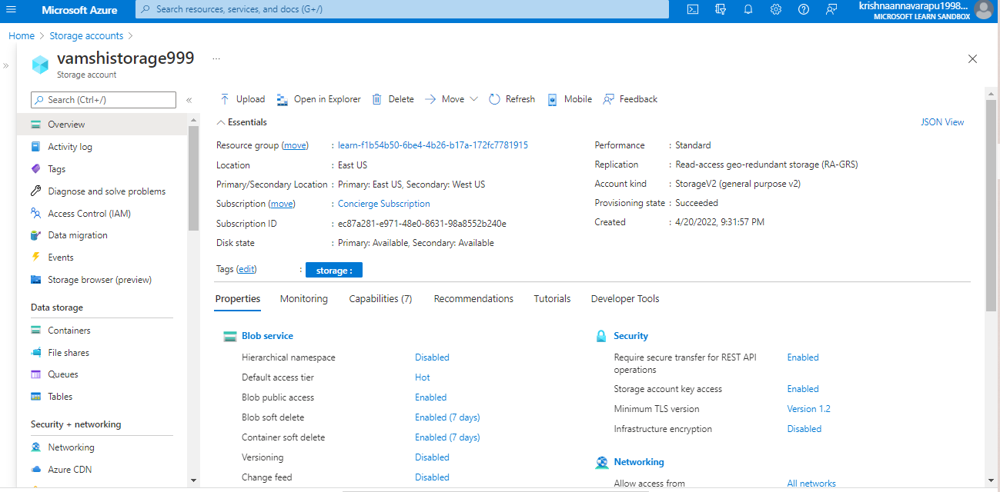 Microsoft Azure
Search resources, services, and docs (G+/)
krishnaannavarapu1998...
MICROSOFT LEARN SANDBOX
Home > Storage accounts >
vamshistorage999 ...
Storage account
Search (Ctrl+/)
Overview
Activity log
Tags
Diagnose and solve problems
Access Control (IAM)
Data migration
Events
Storage browser (preview)
Data storage
Containers
File shares
Queues
Tables
Security + networking
Networking
Azure CDN
Upload Open in Explorer Delete Move Refresh Mobile Feedback
Essentials
JSON View
Resource group (move) : learn-f1b54b50-6be4-4b26-b17a-172fc7781915
Location : East US
Primary/Secondary Location : Primary: East US, Secondary: West US
Subscription (move) : Concierge Subscription
Subscription ID : ec87a281-e971-48e0-8631-98a8552b240e
Disk state : Primary: Available, Secondary: Available
Performance : Standard
Replication : Read-access geo-redundant storage (RA-GRS)
Account kind : StorageV2 (general purpose v2)
Provisioning state : Succeeded
Created : 4/20/2022, 9:31:57 PM
Tags (edit) : storage :
Properties Monitoring Capabilities (7) Recommendations Tutorials Developer Tools
Blob service
Hierarchical namespace Disabled
Default access tier Hot
Blob public access Enabled
Blob soft delete Enabled (7 days)
Container soft delete Enabled (7 days)
Versioning Disabled
Change feed Disabled
Security
Require secure transfer for REST API Enabled
operations
Storage account key access Enabled
Minimum TLS version Version 1.2
Infrastructure encryption Disabled
Networking
Allow access from All networks